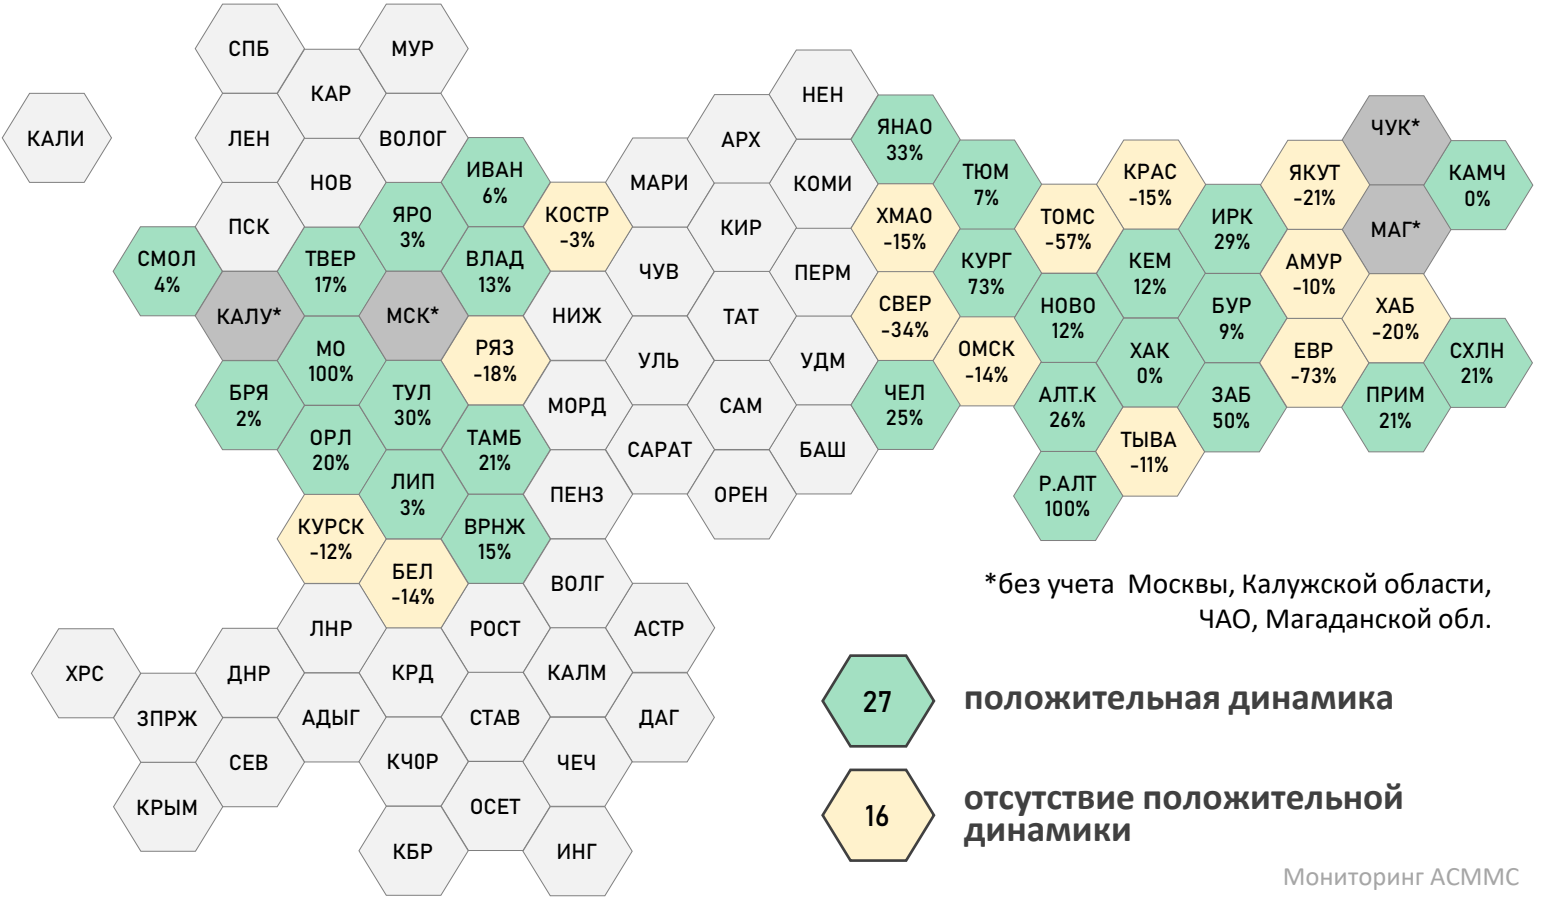 СПБ
МУР
КАР
НЕН
КАЛИ
ЛЕН
ВОЛОГ
АРХ
ЯНАО
33%
ЧУК*
НОВ
ИВАН
6%
МАРИ
КОМИ
ТЮМ
7%
КРАС
-15%
ЯКУТ
-21%
КАМЧ
0%
ПСК
ЯРО
3%
КОСТР
-3%
КИР
ХМАО
-15%
ТОМС
-57%
ИРК
29%
МАГ*
СМОЛ
4%
ТВЕР
17%
ВЛАД
13%
ЧУВ
ПЕРМ
КУРГ
73%
КЕМ
12%
АМУР
-10%
КАЛУ*
МСК*
НИЖ
ТАТ
СВЕР
-34%
НОВО
12%
БУР
9%
ХАБ
-20%
МО
100%
РЯЗ
-18%
УЛЬ
УДМ
ОМСК
-14%
ХАК
0%
ЕВР
-73%
СХЛН
21%
БРЯ
2%
ТУЛ
30%
МОРД
САМ
ЧЕЛ
25%
АЛТ.К
26%
ЗАБ
50%
ПРИМ
21%
ОРЛ
20%
ТАМБ
21%
САРАТ
БАШ
ТЫВА
-11%
ЛИП
3%
ПЕНЗ
ОРЕН
Р.АЛТ
100%
КУРСК
-12%
ВРНЖ
15%
БЕЛ
-14%
ВОЛГ
*без учета Москвы, Калужской области,
ЧАО, Магаданской обл.
ЛНР
РОСТ
АСТР
ХРС
ДНР
КРД
КАЛМ
27
положительная динамика
ЗПРЖ
АДЫГ
СТАВ
ДАГ
СЕВ
КЧ0Р
ЧЕЧ
КРЫМ
ОСЕТ
16
отсутствие положительной
динамики
КБР
ИНГ
Мониторинг АСММС